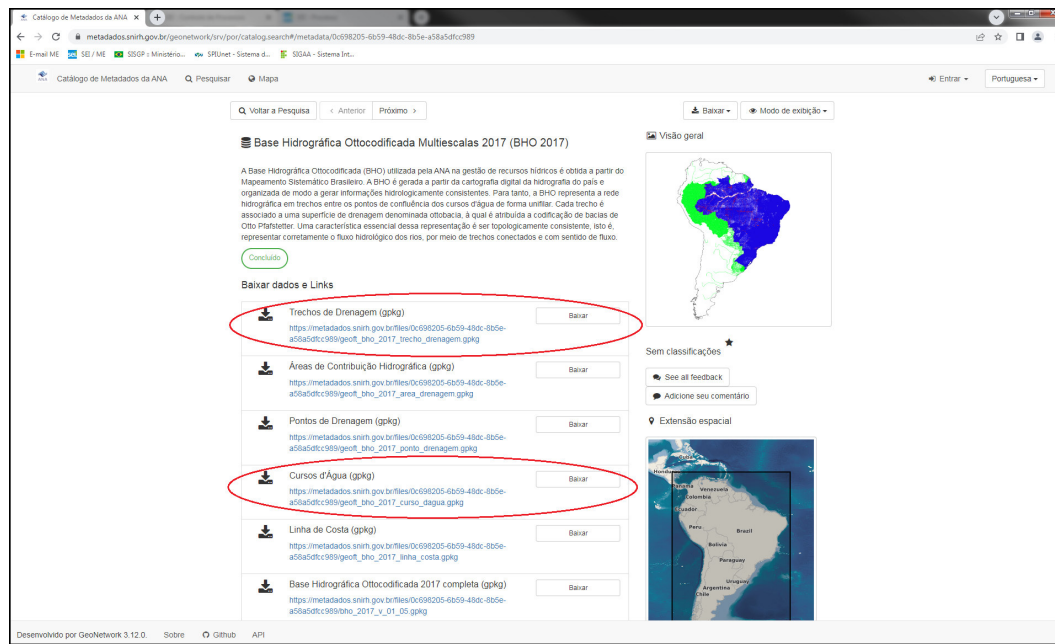 Catálogo de Metadados da ANA
metadados.snirh.gov.br/geonetwork/srv/por/catalog.search#/metadata/0c698205-6b59-48dc-8b5e-a58a5dfcc989
E-mail ME SEI / ME SISGP : Ministério... SPIUnet - Sistema d... SIGAA - Sistema Int...
Catálogo de Metadados da ANA Pesquisar Mapa Entrar Portuguesa
Voltar a Pesquisa Anterior Próximo Baixar Modo de exibição
Base Hidrográfica Ottocodificada Multiescalas 2017 (BHO 2017)
A Base Hidrográfica Ottocodificada (BHO) utilizada pela ANA na gestão de recursos hídricos é obtida a partir do
Mapeamento Sistemático Brasileiro. A BHO é gerada a partir da cartografia digital da hidrografia do país e
organizada de modo a gerar informações hidrologicamente consistentes. Para tanto, a BHO representa a rede
hidrográfica em trechos entre os pontos de confluência dos cursos d'água de forma unifilar. Cada trecho é
associado a uma superfície de drenagem denominada ottobacia, à qual é atribuída a codificação de bacias de
Otto Pfafstetter. Uma característica essencial dessa representação é ser topologicamente consistente, isto é,
representar corretamente o fluxo hidrológico dos rios, por meio de trechos conectados e com sentido de fluxo.
Concluído
Baixar dados e Links
Trechos de Drenagem (gpkg)
Baixar
https://metadados.snirh.gov.br/files/0c698205-6b59-48dc-8b5e-
a58a5dfcc989/geoft_bho_2017_trecho_drenagem.gpkg
Áreas de Contribuição Hidrográfica (gpkg)
Baixar
https://metadados.snirh.gov.br/files/0c698205-6b59-48dc-8b5e-
a58a5dfcc989/geoft_bho_2017_area_drenagem.gpkg
Pontos de Drenagem (gpkg)
Baixar
https://metadados.snirh.gov.br/files/0c698205-6b59-48dc-8b5e-
a58a5dfcc989/geoft_bho_2017_ponto_drenagem.gpkg
Cursos d'Água (gpkg)
Baixar
https://metadados.snirh.gov.br/files/0c698205-6b59-48dc-8b5e-
a58a5dfcc989/geoft_bho_2017_curso_dagua.gpkg
Linha de Costa (gpkg)
Baixar
https://metadados.snirh.gov.br/files/0c698205-6b59-48dc-8b5e-
a58a5dfcc989/geoft_bho_2017_linha_costa.gpkg
Base Hidrográfica Ottocodificada 2017 completa (gpkg)
Baixar
https://metadados.snirh.gov.br/files/0c698205-6b59-48dc-8b5e-
a58a5dfcc989/bho_2017_v_01_05.gpkg
Visão geral
Sem classificações
See all feedback
Adicione seu comentário
Extensão espacial
Cuba
Panama
Venezuela
Colombia
Ecuador
Peru
Brazil
Bolivia
Paraguay
Uruguay
Argentina
Chile
Desenvolvido por GeoNetwork 3.12.0. Sobre Github API